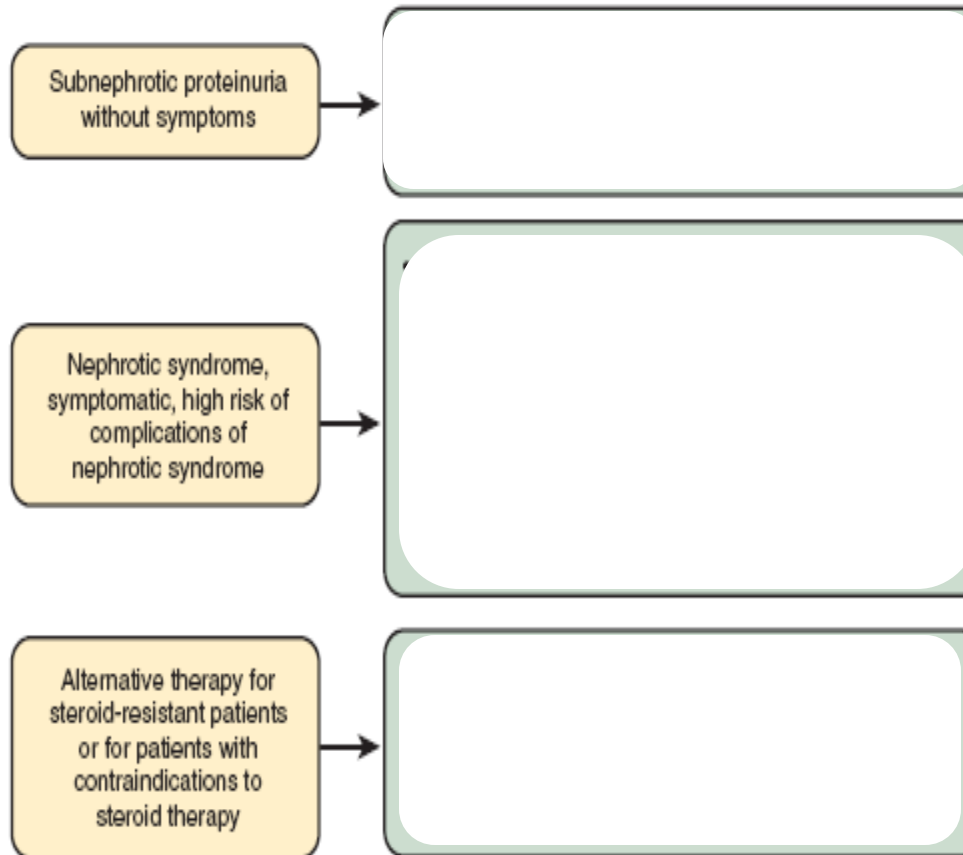 Subnephrotic proteinuria
without symptoms
Nephrotic syndrome,
symptomatic, high risk of
complications of
nephrotic syndrome
Alternative therapy for
steroid-resistant patients
or for patients with
contraindications to
steroid therapy